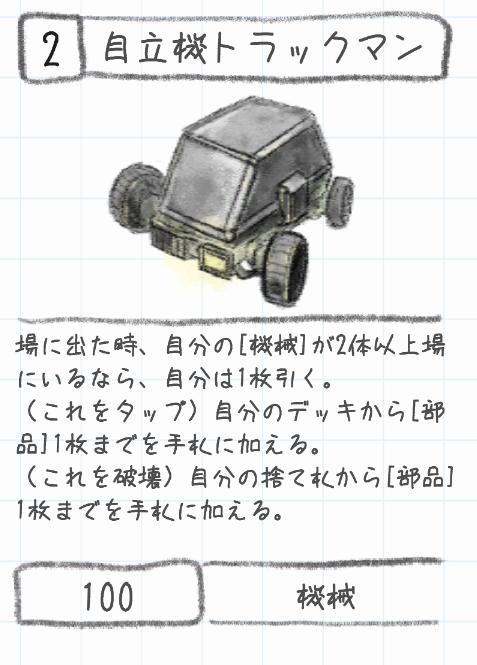 2 自立機トラックマン
場に出た時、自分の[機械]が2体以上場
にいるなら、自分は1枚引く。
（これをタップ）自分のデッキから[部
品]1枚までを手札に加える。
（これを破壊）自分の捨て札から[部品]
1枚までを手札に加える。
100 機械